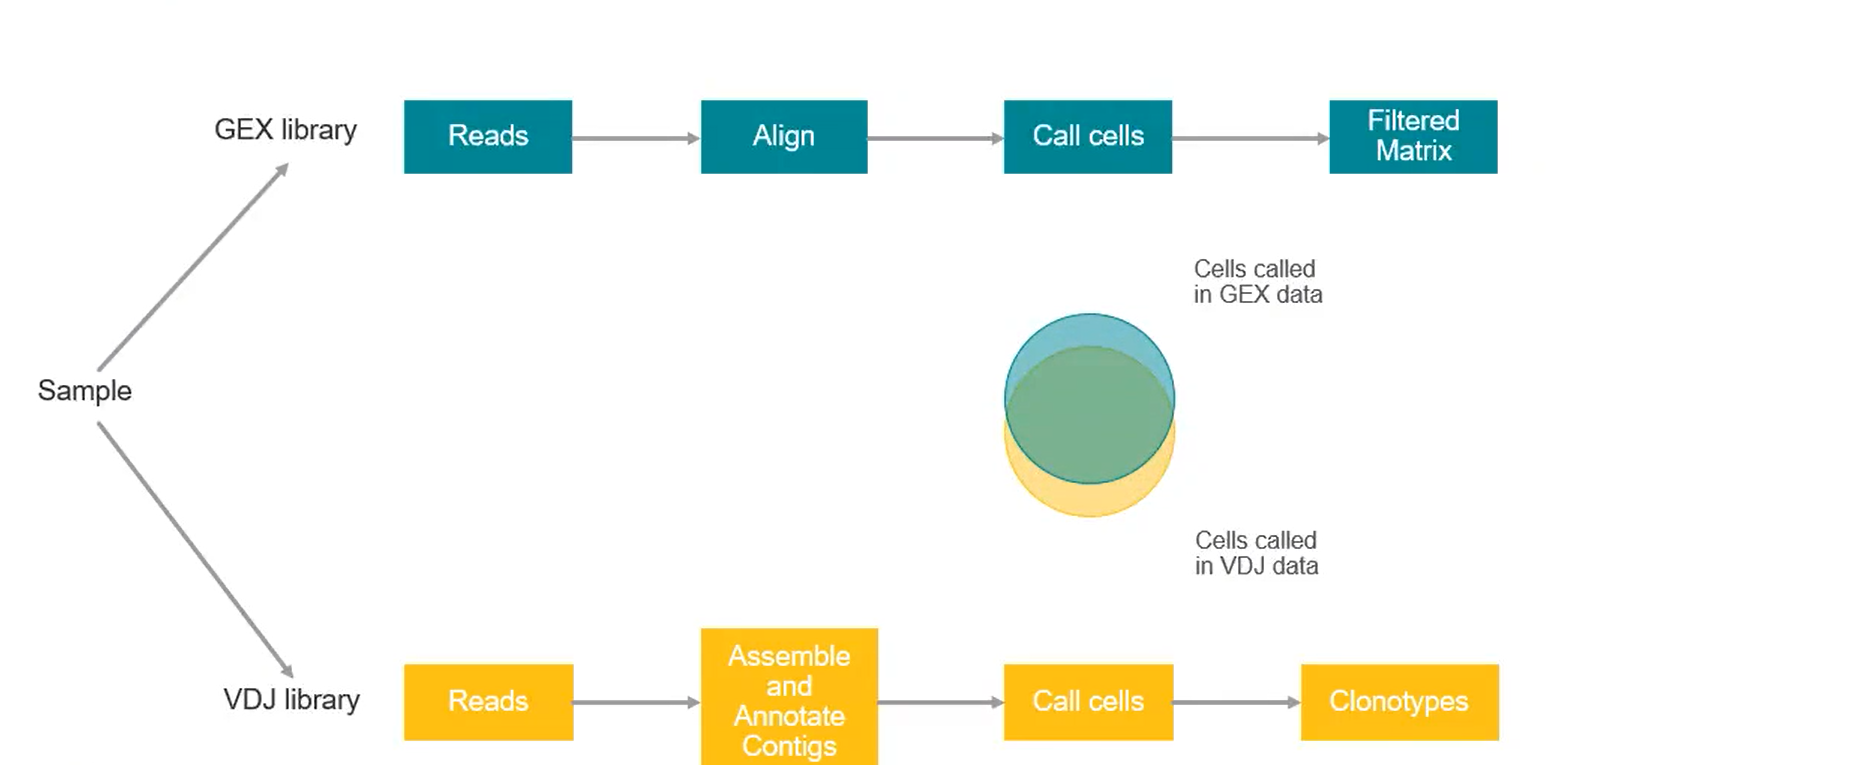 GEX library
Reads
Align
Call cells
Filtered
Matrix
Cells called
in GEX data
Sample
Cells called
in VDJ data
VDJ library
Reads
Assemble
and
Annotate
Contigs
Call cells
Clonotypes